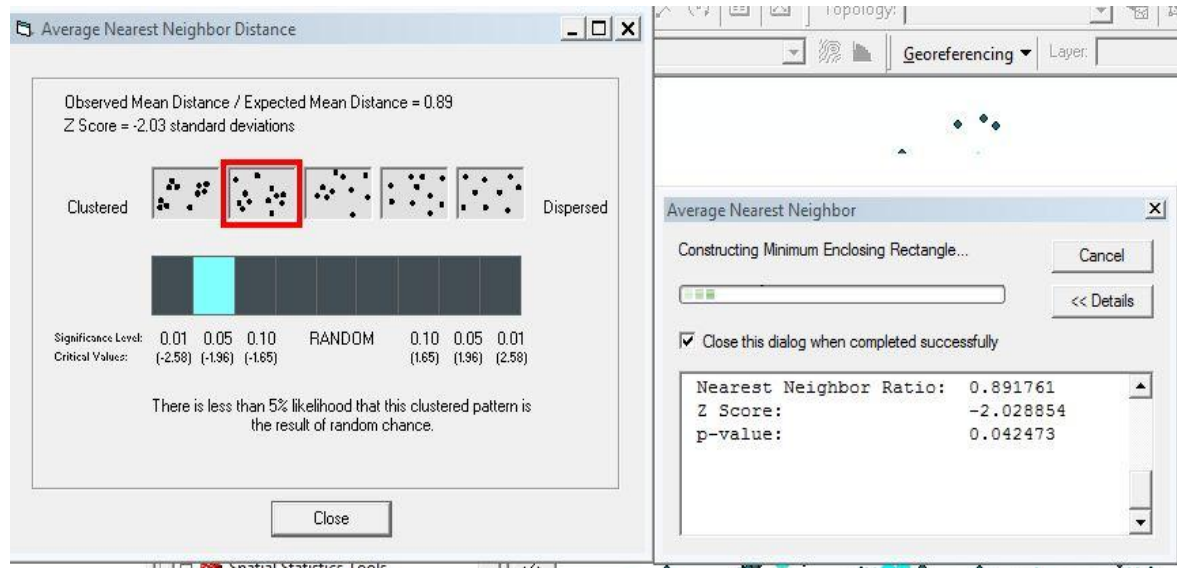 Average Nearest Neighbor Distance
Observed Mean Distance / Expected Mean Distance = 0.89
Z Score = -2.03 standard deviations
Clustered
Dispersed
Significance Level: 0.01 0.05 0.10 RANDOM 0.10 0.05 0.01
Critical Values: (-2.58) (-1.96) (-1.65) (1.65) (1.96) (2.58)
There is less than 5% likelihood that this clustered pattern is
the result of random chance.
Close
Topology:
Georeferencing
Layer:
Average Nearest Neighbor
Constructing Minimum Enclosing Rectangle...
Cancel
<< Details
Close this dialog when completed successfully
Nearest Neighbor Ratio: 0.891761
Z Score: -2.028854
p-value: 0.042473
Spatial Statistics Tools